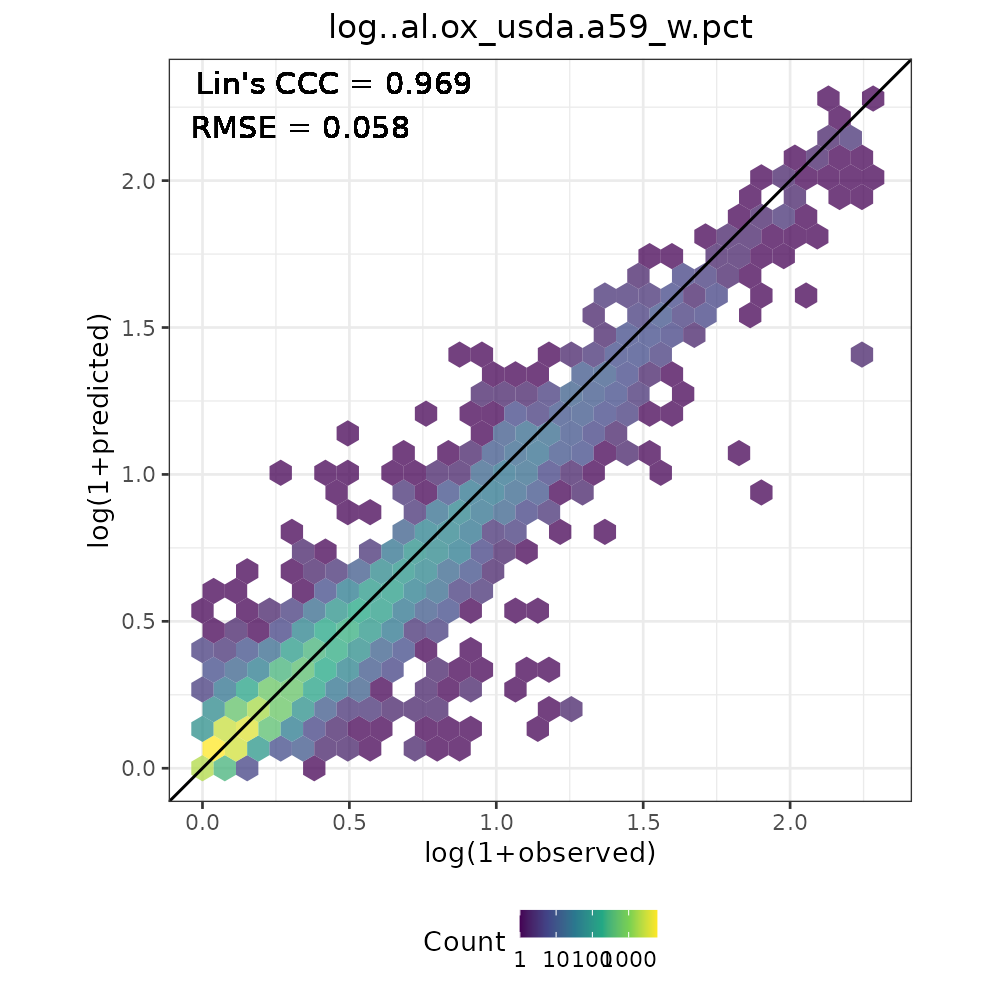 log..al.ox_usda.a59_w.pct
Lin's CCC = 0.969
RMSE = 0.058
log(1+predicted)
2.0
1.5
1.0
0.5
0.0
0.0 0.5 1.0 1.5 2.0
log(1+observed)
Count
1 10 100 1000